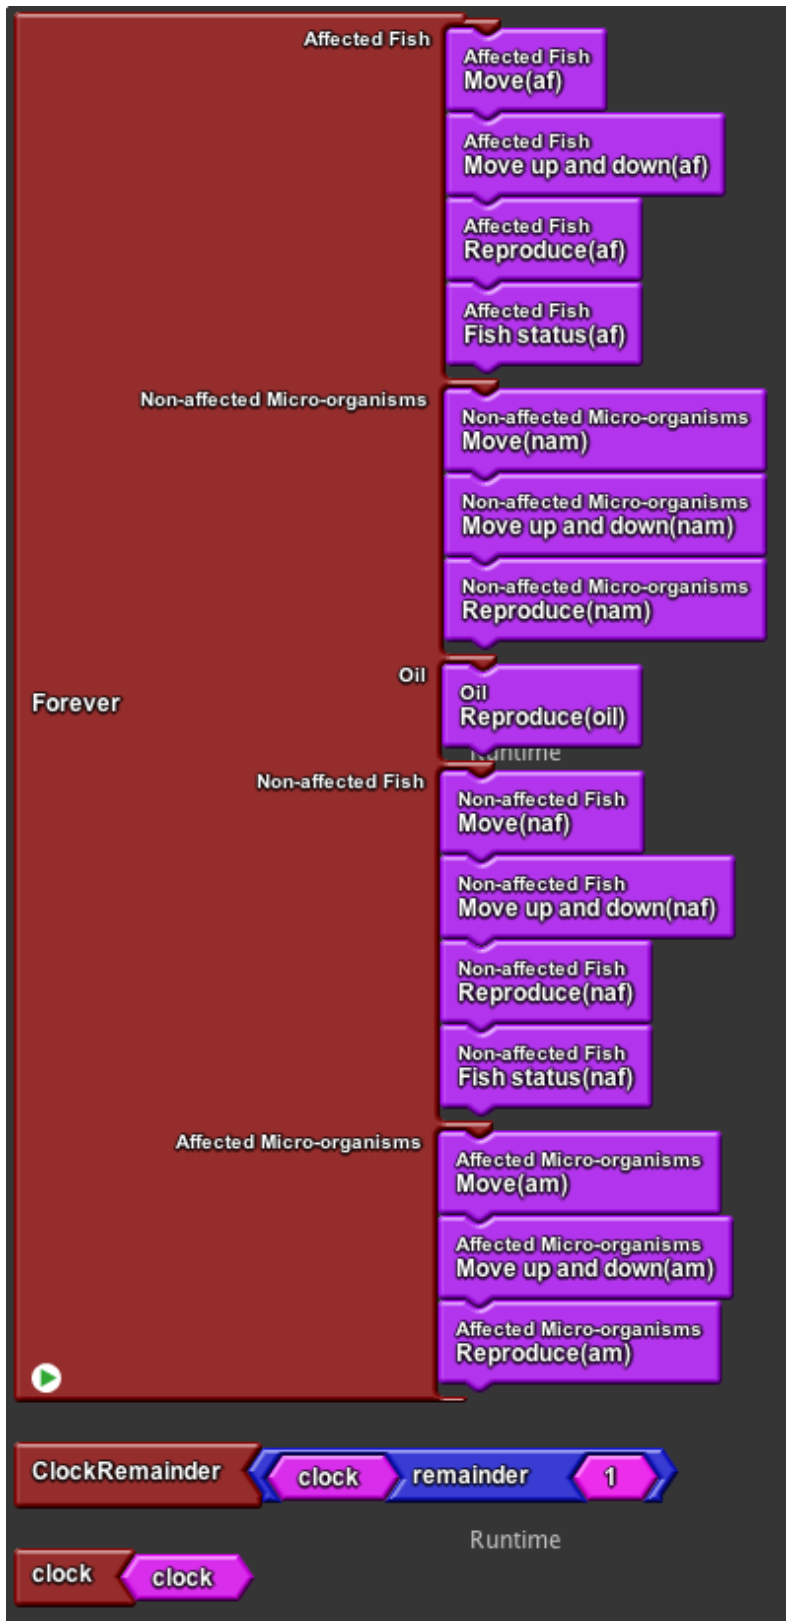 Affected Fish
Affected Fish
Move(af)
Affected Fish
Move up and down(af)
Affected Fish
Reproduce(af)
Affected Fish
Fish status(af)
Non-affected Micro-organisms
Non-affected Micro-organisms
Move(nam)
Non-affected Micro-organisms
Move up and down(nam)
Non-affected Micro-organisms
Reproduce(nam)
Forever
Oil
Oil
Reproduce(oil)
Runtime
Non-affected Fish
Non-affected Fish
Move(naf)
Non-affected Fish
Move up and down(naf)
Non-affected Fish
Reproduce(naf)
Non-affected Fish
Fish status(naf)
Affected Micro-organisms
Affected Micro-organisms
Move(am)
Affected Micro-organisms
Move up and down(am)
Affected Micro-organisms
Reproduce(am)
ClockRemainder clock remainder 1
Runtime
clock clock